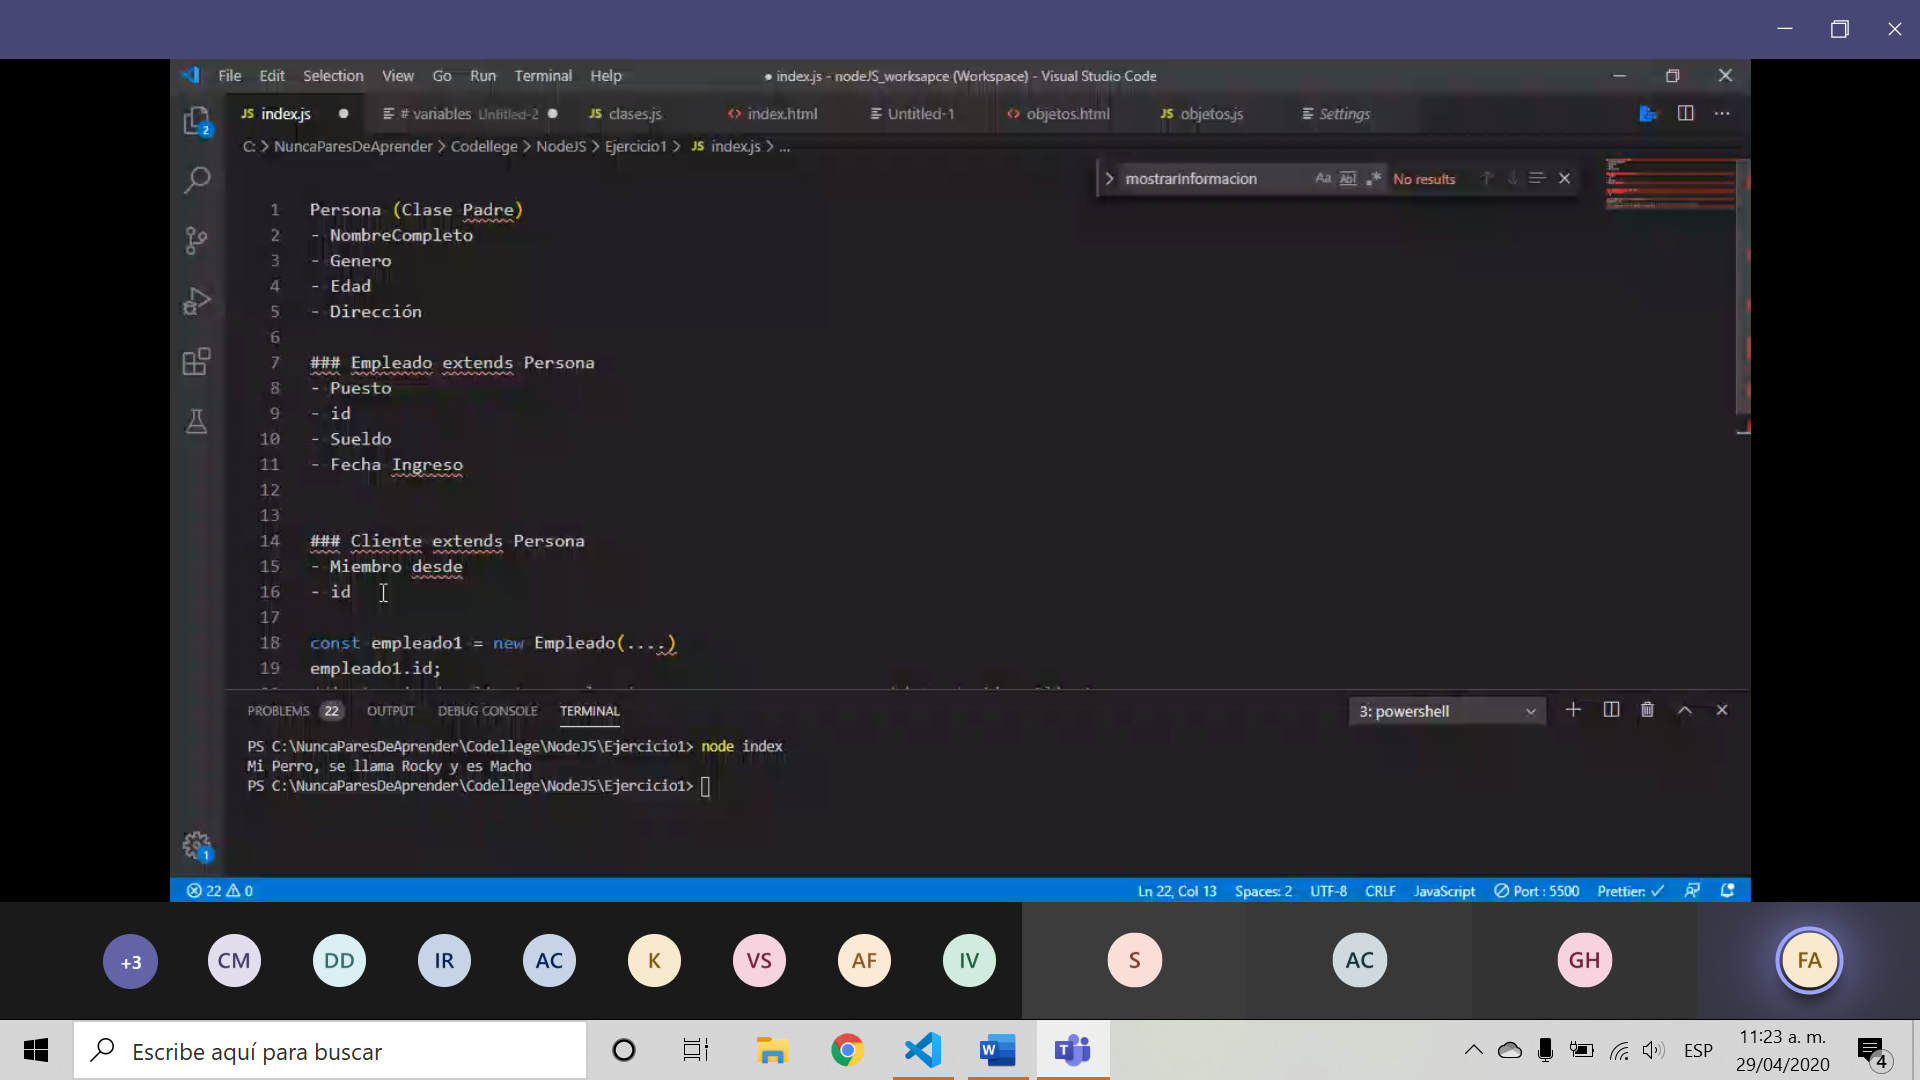 File Edit Selection View Go Run Terminal Help
● index.js - nodeJS_worksapce (Workspace) - Visual Studio Code
JS index.js ● # variables Untitled-2 ● JS clases.js <> index.html Untitled-1 <> objetos.html JS objetos.js Settings
C: > NuncaParesDeAprender > Codellege > NodeJS > Ejercicio1 > JS index.js > ...
mostrarinformacion Aa Abl .* No results
1 Persona (Clase Padre)
2 - NombreCompleto
3 - Genero
4 - Edad
5 - Dirección
6
7 ### Empleado extends Persona
8 - Puesto
9 - id
10 - Sueldo
11 - Fecha Ingreso
12
13
14 ### Cliente extends Persona
15 - Miembro desde
16 - id
17
18 const empleado1 = new Empleado(....)
19 empleado1.id;
PROBLEMS 22 OUTPUT DEBUG CONSOLE TERMINAL
3: powershell
PS C:\NuncaParesDeAprender\Codellege\NodeJS\Ejercicio1> node index
Mi Perro, se llama Rocky y es Macho
PS C:\NuncaParesDeAprender\Codellege\NodeJS\Ejercicio1>
2
1
22 0
Ln 22, Col 13 Spaces: 2 UTF-8 CRLF JavaScript Port : 5500 Prettier: ✓
+3 CM DD IR AC K VS AF IV S AC GH FA
Escribe aquí para buscar
W
T
ESP
11:23 a. m.
29/04/2020
4